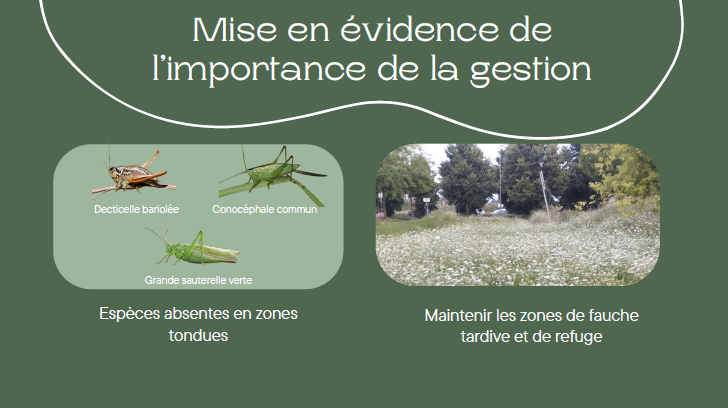 Mise en évidence de
l'importance de la gestion
Decticelle bariolée
Conocéphale commun
Grande sauterelle verte
Espèces absentes en zones
tondues
Maintenir les zones de fauche
tardive et de refuge